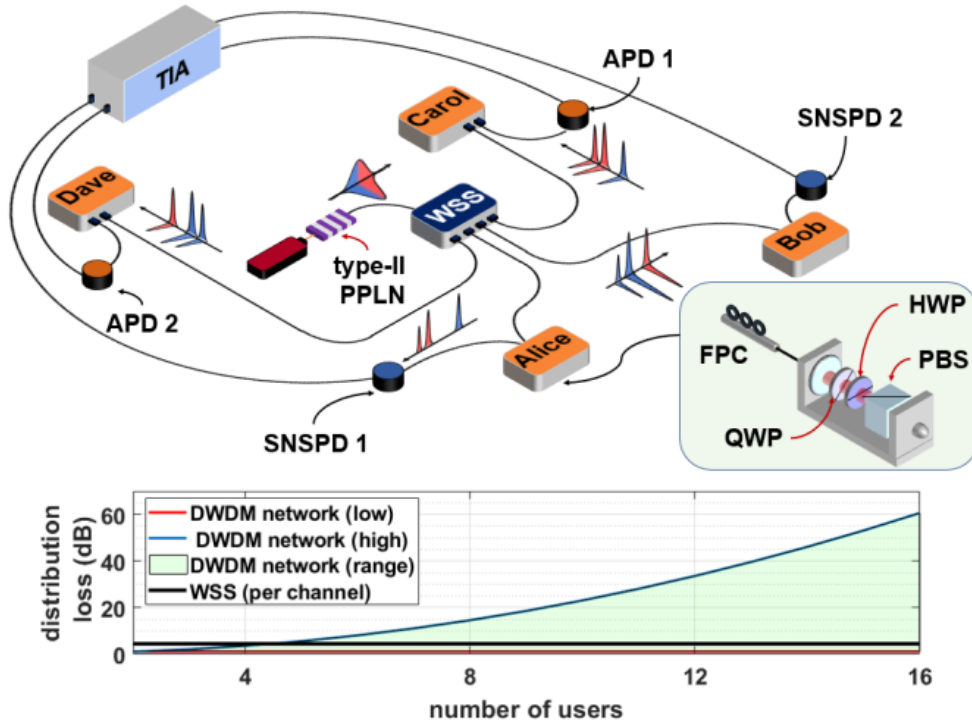 TIA
APD 1
Carol
SNSPD 2
Dave
WSS
Bob
type-II
PPLN
APD 2
Alice
SNSPD 1
HWP
FPC
PBS
QWP
DWDM network (low)
DWDM network (high)
DWDM network (range)
WSS (per channel)
distribution
loss (dB)
60
40
20
0
4
8
12
16
number of users